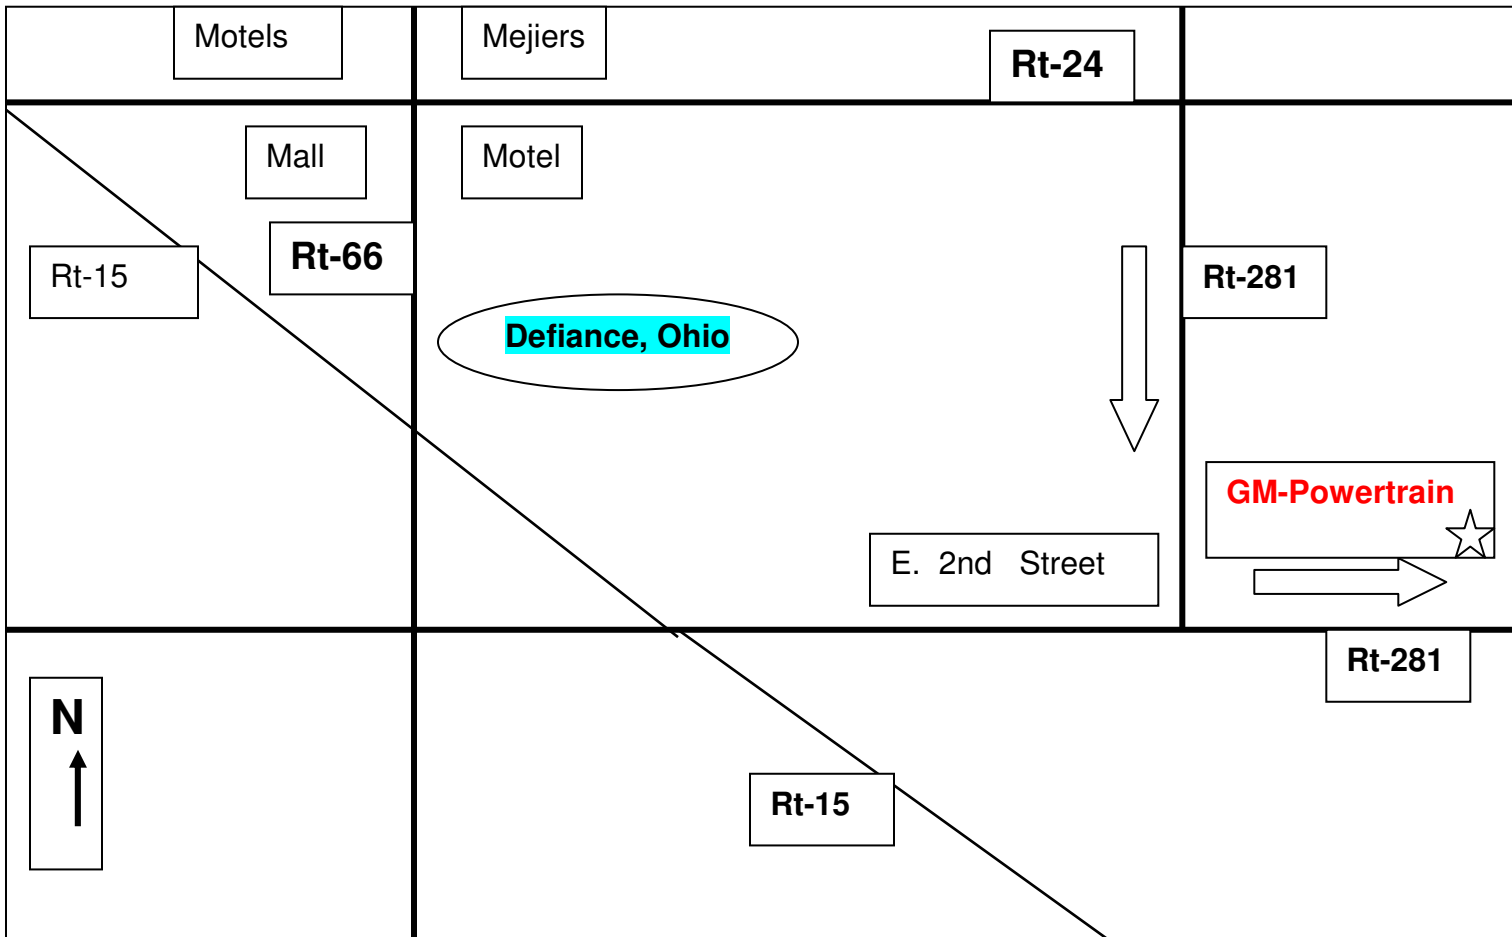 Motels
Mejiers
Rt-24
Mall
Motel
Rt-66
Rt-15
Rt-281
Defiance, Ohio
GM-Powertrain
E. 2nd Street
Rt-281
N
Rt-15